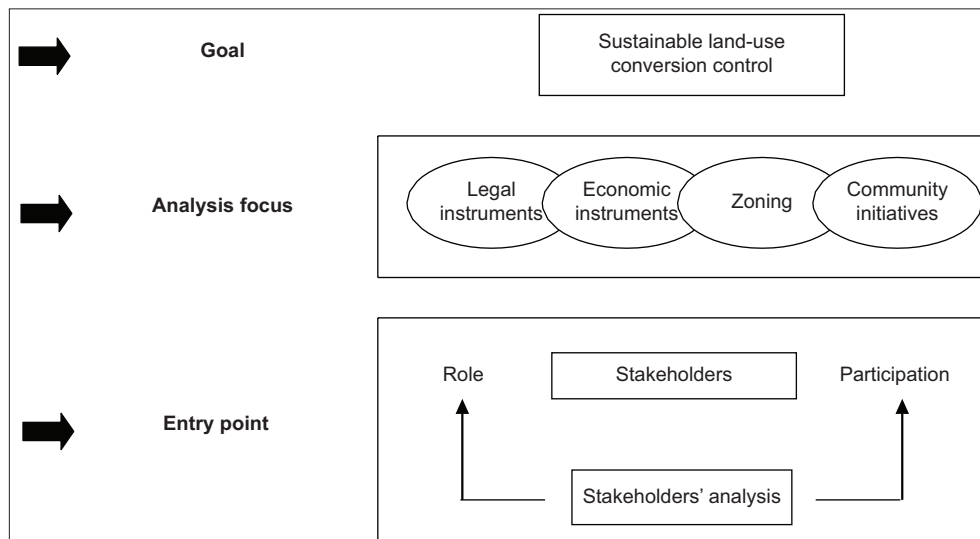 Goal
Sustainable land-use
conversion control
Analysis focus
Legal
instruments
Economic
instruments
Zoning
Community
initiatives
Entry point
Role
Stakeholders
Participation
Stakeholders’ analysis